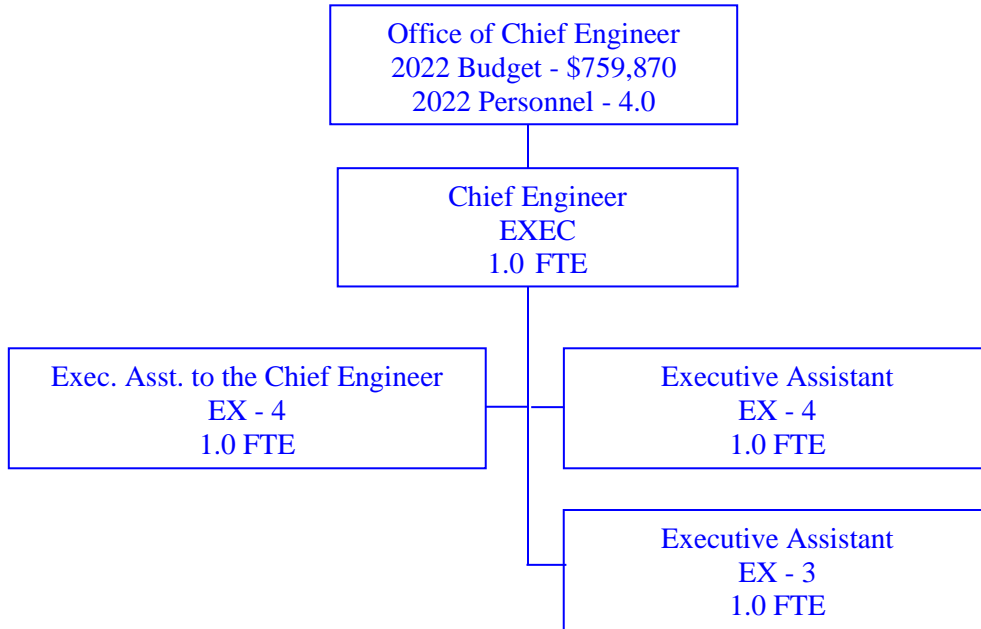 Office of Chief Engineer
2022 Budget - $759,870
2022 Personnel - 4.0
Chief Engineer
EXEC
1.0 FTE
Exec. Asst. to the Chief Engineer
EX - 4
1.0 FTE
Executive Assistant
EX - 4
1.0 FTE
Executive Assistant
EX - 3
1.0 FTE